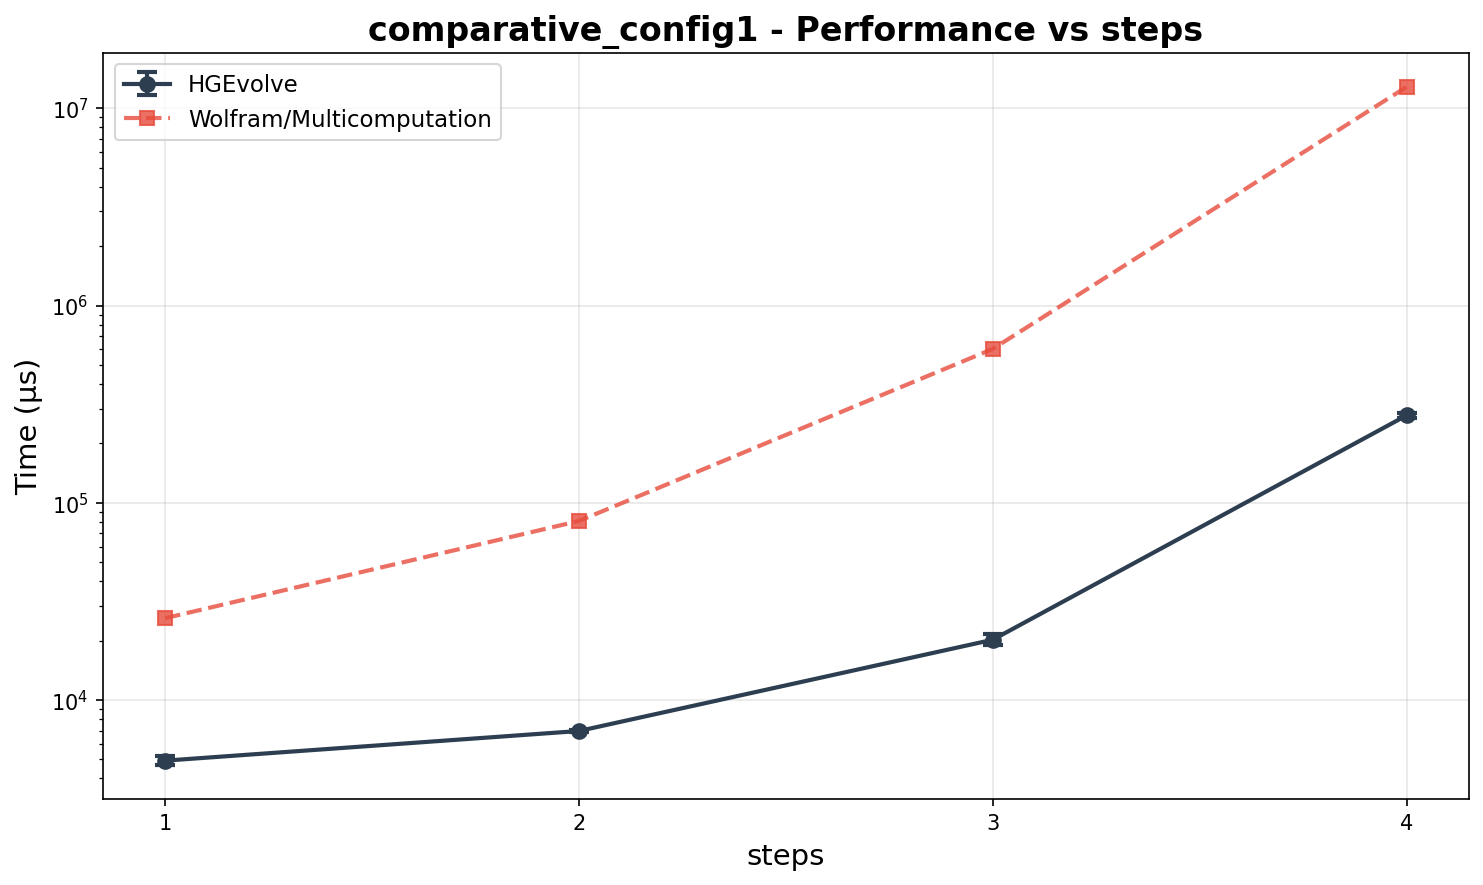 comparative_config1 - Performance vs steps
HGEvolve
Wolfram/Multicomputation
10⁷
10⁶
10⁵
10⁴
Time (μs)
1 2 3 4
steps